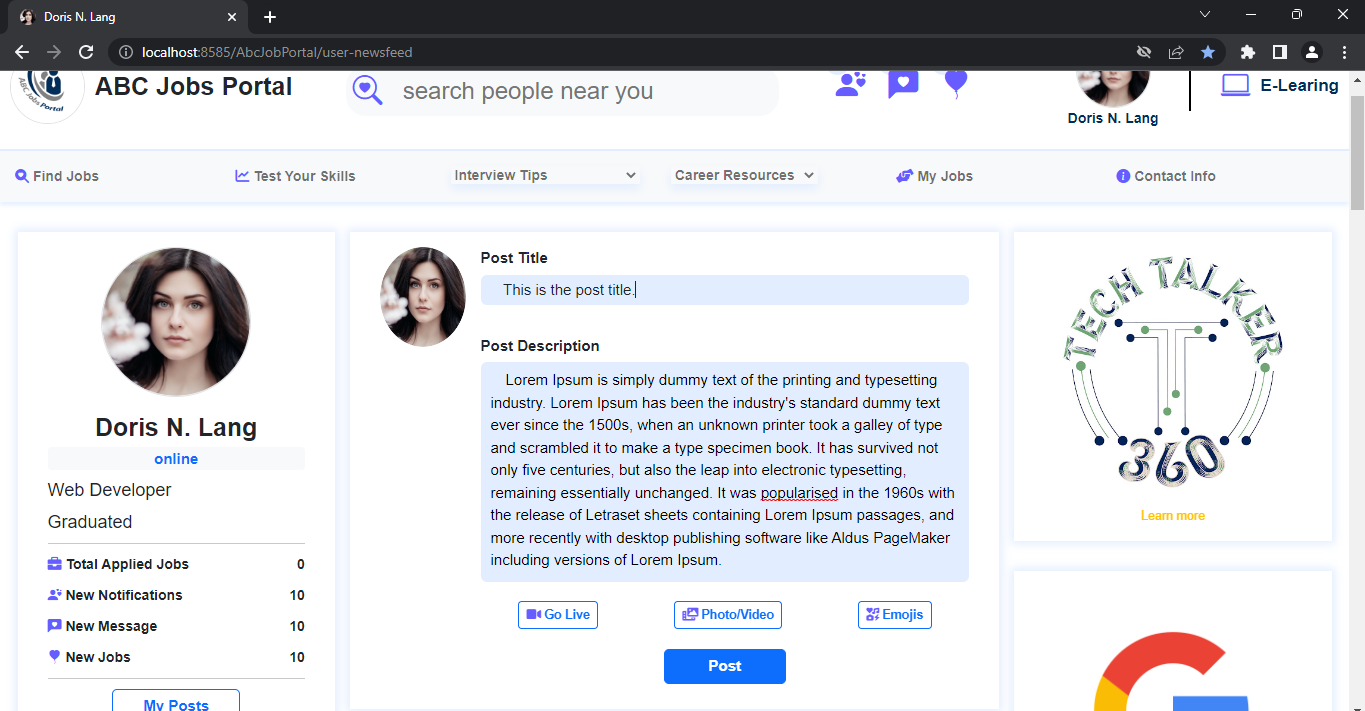 Doris N. Lang
localhost:8585/AbcJobPortal/user-newsfeed
ABC Jobs Portal
ABC Jobs Portal
search people near you
Doris N. Lang
E-Learing
Find Jobs
Test Your Skills
Interview Tips
Career Resources
My Jobs
Contact Info
Doris N. Lang
online
Web Developer
Graduated
Total Applied Jobs 0
New Notifications 10
New Message 10
New Jobs 10
My Posts
Post Title
This is the post title.
Post Description
Lorem Ipsum is simply dummy text of the printing and typesetting
industry. Lorem Ipsum has been the industry's standard dummy text
ever since the 1500s, when an unknown printer took a galley of type
and scrambled it to make a type specimen book. It has survived not
only five centuries, but also the leap into electronic typesetting,
remaining essentially unchanged. It was popularised in the 1960s with
the release of Letraset sheets containing Lorem Ipsum passages, and
more recently with desktop publishing software like Aldus PageMaker
including versions of Lorem Ipsum.
Go Live
Photo/Video
Emojis
Post
TECH TALKER
T
360
Learn more